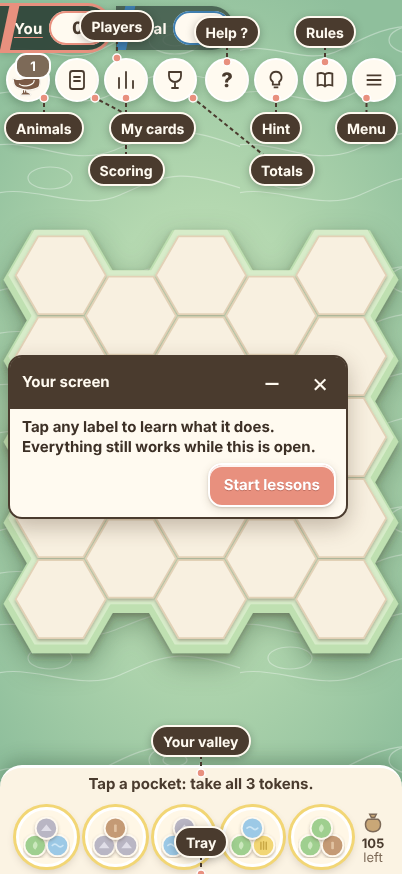 You
Players
al
Help ?
Rules
1
?
Animals
My cards
Hint
Menu
Scoring
Totals
Your screen
Tap any label to learn what it does.
Everything still works while this is open.
Start lessons
Your valley
Tap a pocket: take all 3 tokens.
Tray
105
left